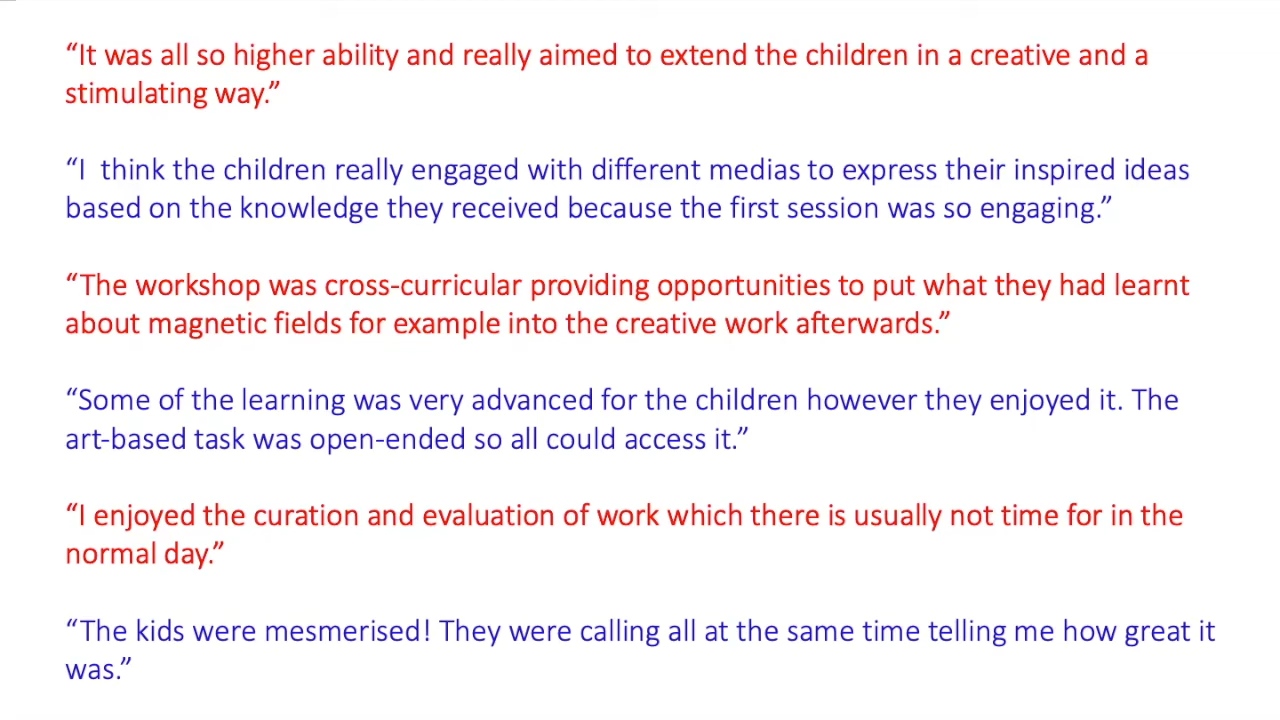 “It was all so higher ability and really aimed to extend the children in a creative and a
stimulating way.”
“I  think the children really engaged with different medias to express their inspired ideas
based on the knowledge they received because the first session was so engaging.”
“The workshop was cross-curricular providing opportunities to put what they had learnt
about magnetic fields for example into the creative work afterwards.”
“Some of the learning was very advanced for the children however they enjoyed it. The
art-based task was open-ended so all could access it.”
“I enjoyed the curation and evaluation of work which there is usually not time for in the
normal day.”
“The kids were mesmerised! They were calling all at the same time telling me how great it
was.”